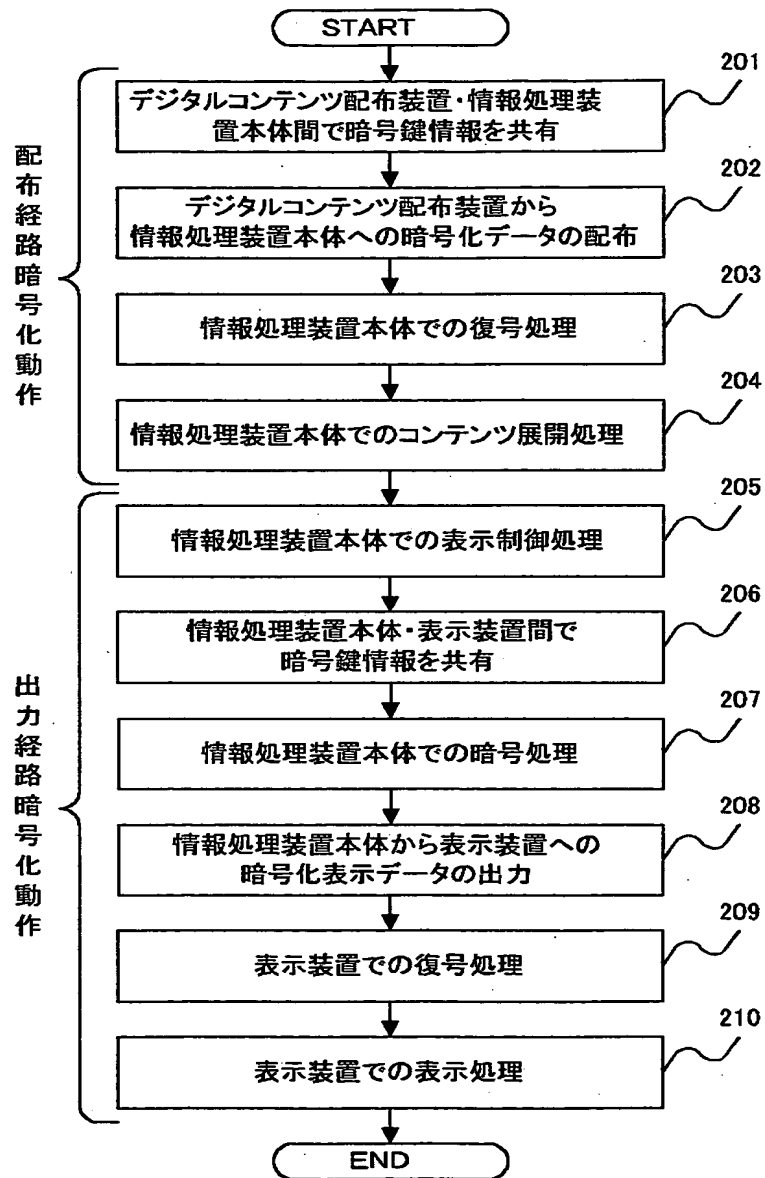 START
201
デジタルコンテンツ配布装置・情報処理装
置本体間で暗号鍵情報を共有
202
デジタルコンテンツ配布装置から
情報処理装置本体への暗号化データの配布
203
情報処理装置本体での復号処理
204
情報処理装置本体でのコンテンツ展開処理
配布経路暗号化動作
205
情報処理装置本体での表示制御処理
206
情報処理装置本体・表示装置間で
暗号鍵情報を共有
207
情報処理装置本体での暗号処理
208
情報処理装置本体から表示装置への
暗号化表示データの出力
209
表示装置での復号処理
210
表示装置での表示処理
出力経路暗号化動作
END